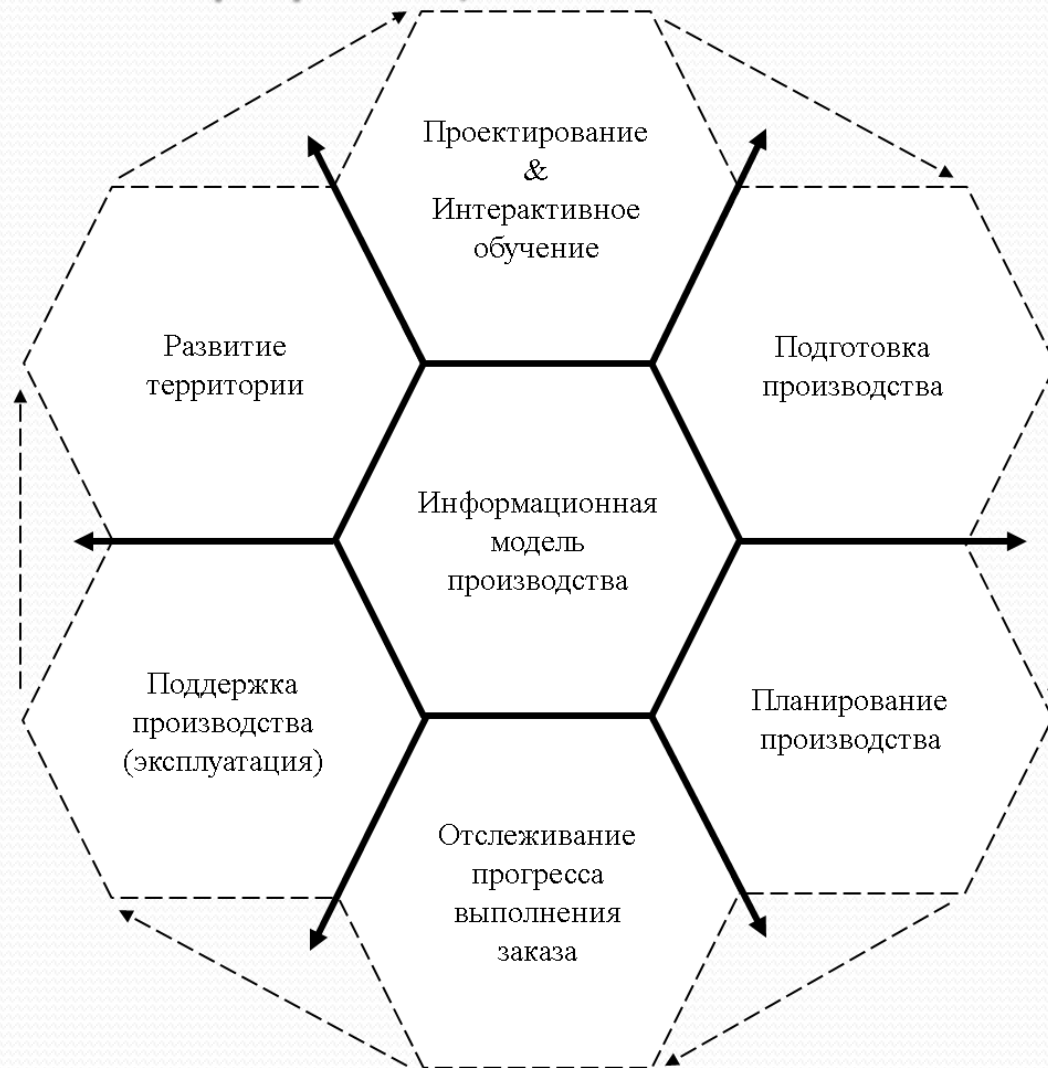 Проектирование
&
Интерактивное
обучение
Развитие
территории
Подготовка
производства
Информационная
модель
производства
Поддержка
производства
(эксплуатация)
Планирование
производства
Отслеживание
прогресса
выполнения
заказа